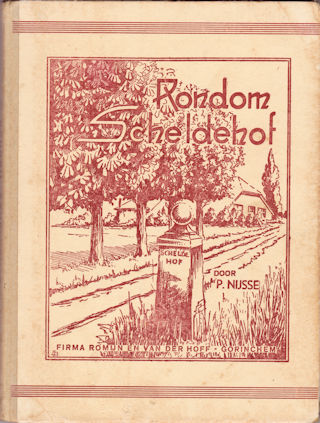 Rondom
Scheldehof
SCHELDE
HOF
DOOR
P. NIJSSE
FIRMA ROMIJN EN VAN DER HOFF - GORINCHEM